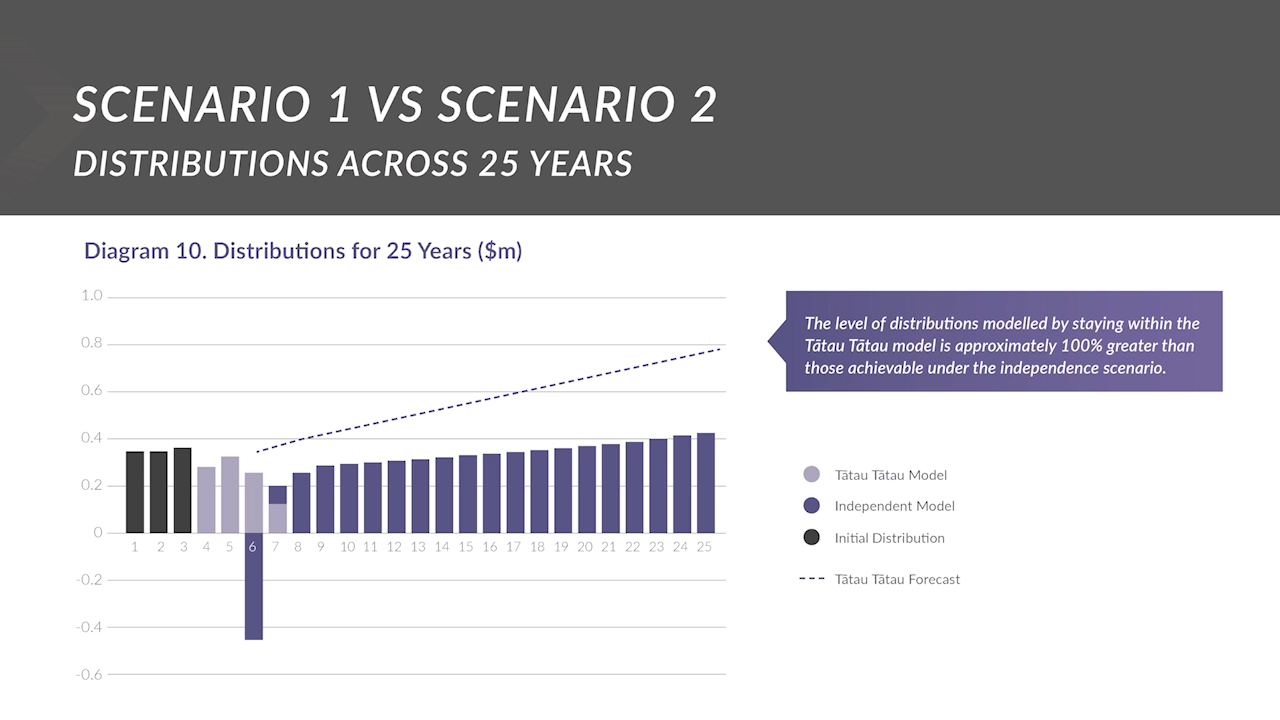 SCENARIO 1 VS SCENARIO 2
DISTRIBUTIONS ACROSS 25 YEARS
Diagram 10. Distributions for 25 Years ($m)
1.0
0.8
0.6
0.4
0.2
0
-0.2
-0.4
-0.6
1 2 3 4 5 6 7 8 9 10 11 12 13 14 15 16 17 18 19 20 21 22 23 24 25
The level of distributions modelled by staying within the
Tātau Tātau model is approximately 100% greater than
those achievable under the independence scenario.
Tātau Tātau Model
Independent Model
Initial Distribution
Tātau Tātau Forecast